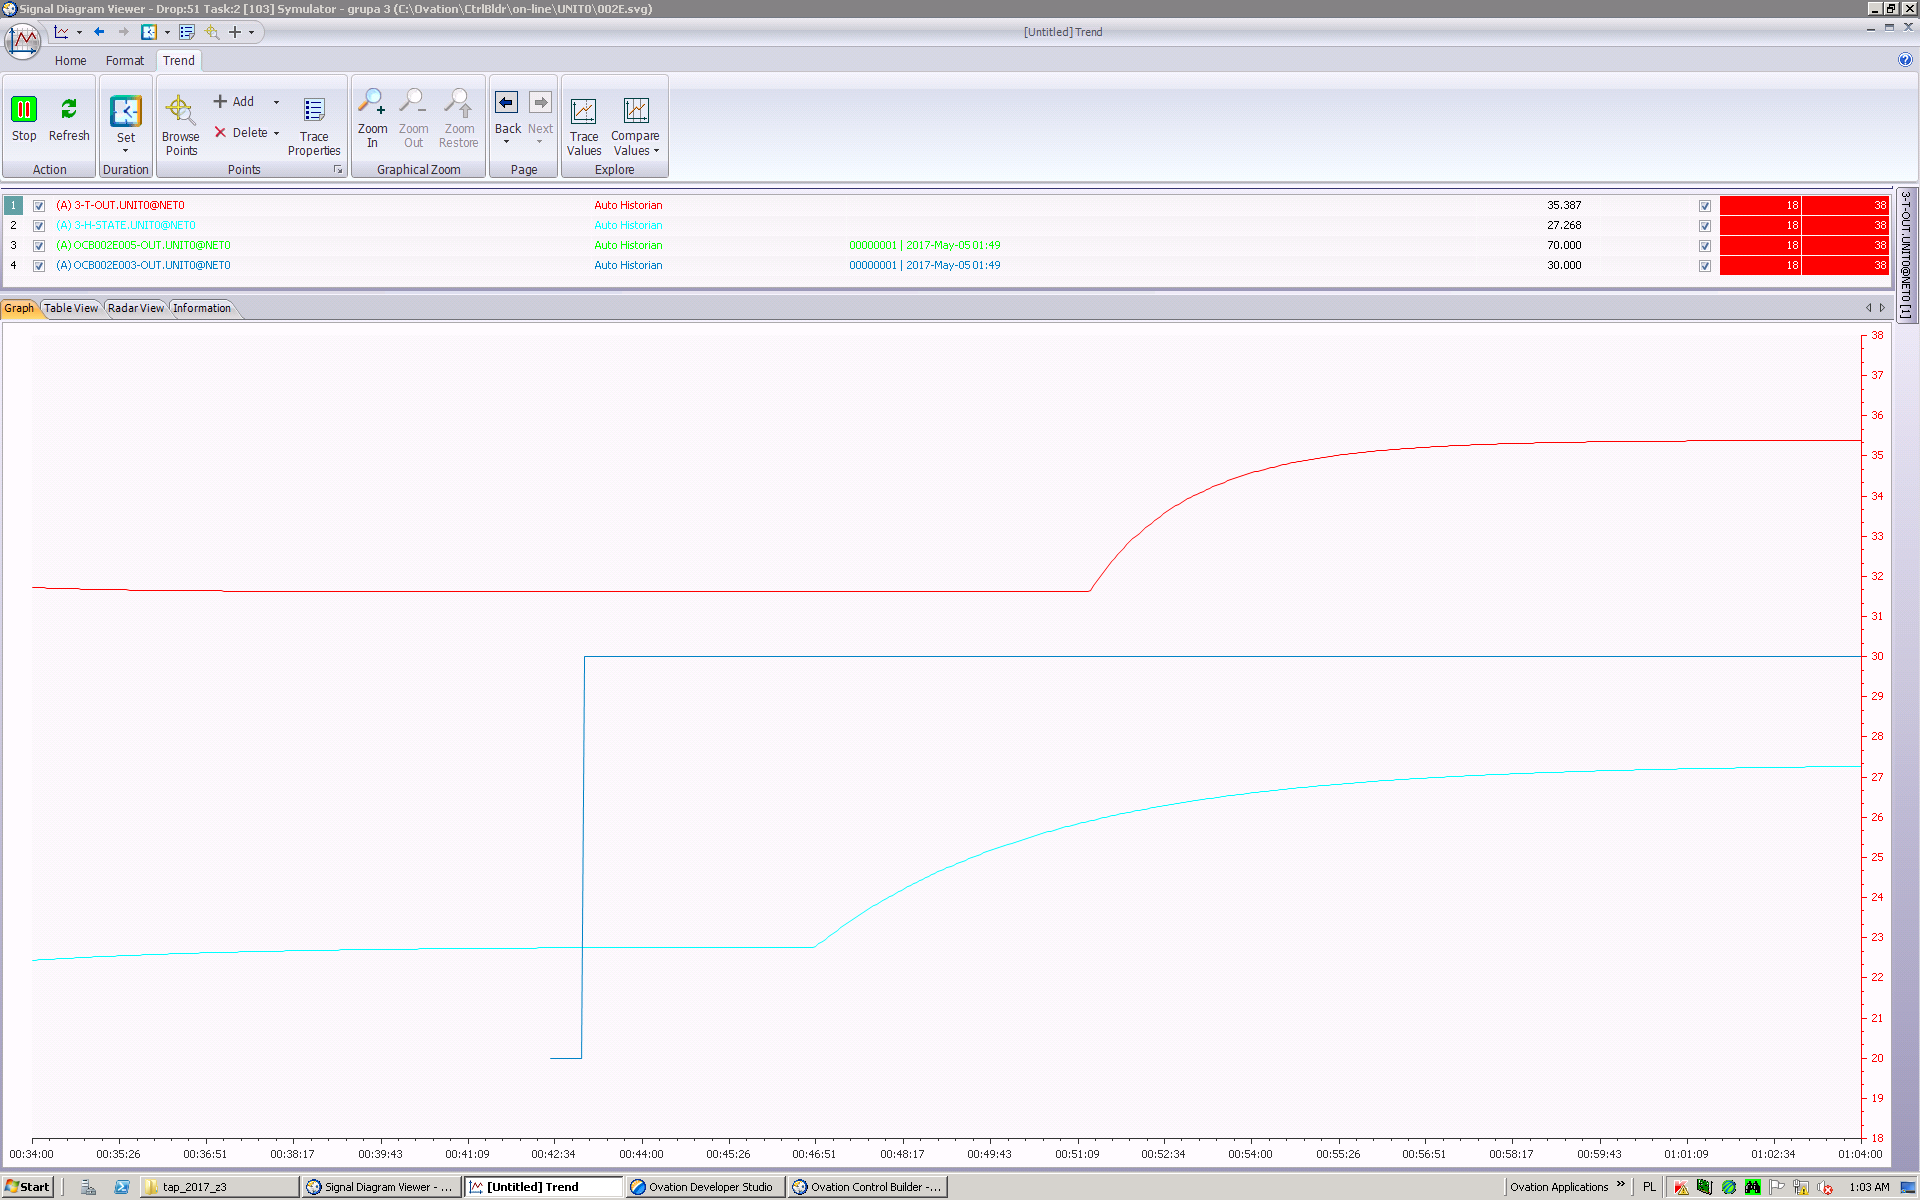 Signal Diagram Viewer - Drop:51 Task:2 [103] Symulator - grupa 3 (C:\Ovation\CtrlBldr\on-line\UNIT0\002E.svg)
[Untitled] Trend
Home Format Trend
Stop Refresh Set Browse Points Add Delete Trace Properties Zoom In Zoom Out Zoom Restore Back Next Trace Values Compare Values
Action Duration Points Graphical Zoom Page Explore
1 (A) 3-T-OUT.UNIT0@NET0 Auto Historian 35.387 18 38
2 (A) 3-H-STATE.UNIT0@NET0 Auto Historian 27.268 18 38
3 (A) OCB002E005-OUT.UNIT0@NET0 Auto Historian 00000001 | 2017-May-05 01:49 70.000 18 38
4 (A) OCB002E003-OUT.UNIT0@NET0 Auto Historian 00000001 | 2017-May-05 01:49 30.000 18 38
3-T-OUT.UNIT0@NET0 [1]
Graph Table View Radar View Information
38
37
36
35
34
33
32
31
30
29
28
27
26
25
24
23
22
21
20
19
18
00:34:00 00:35:26 00:36:51 00:38:17 00:39:43 00:41:09 00:42:34 00:44:00 00:45:26 00:46:51 00:48:17 00:49:43 00:51:09 00:52:34 00:54:00 00:55:26 00:56:51 00:58:17 00:59:43 01:01:09 01:02:34 01:04:00
Start tap_2017_z3 Signal Diagram Viewer - ... [Untitled] Trend Ovation Developer Studio Ovation Control Builder -... Ovation Applications » PL 1:03 AM